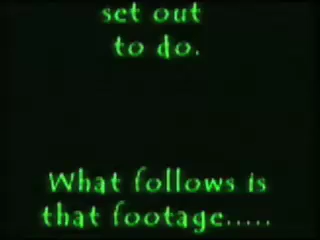 set out
to do.
What follows is
that footage.....